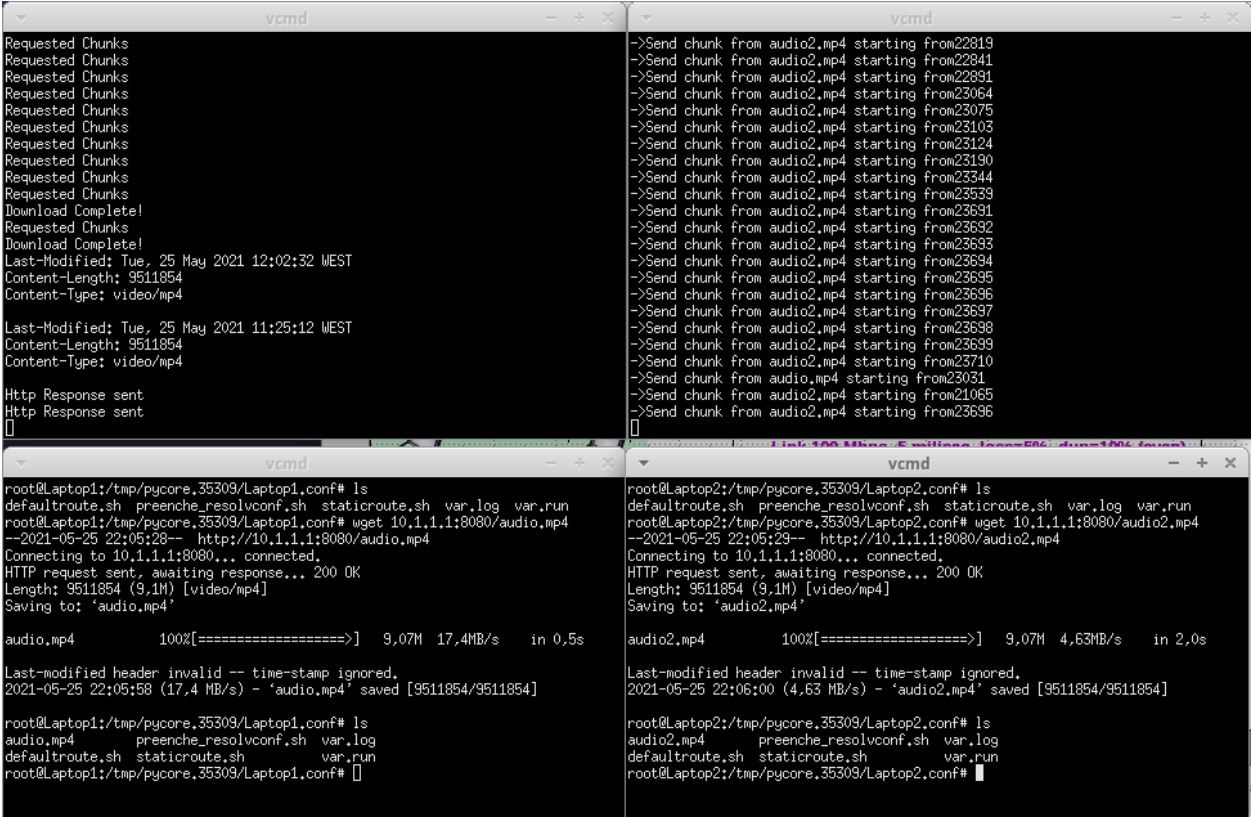 vcmd
Requested Chunks
Requested Chunks
Requested Chunks
Requested Chunks
Requested Chunks
Requested Chunks
Requested Chunks
Requested Chunks
Requested Chunks
Requested Chunks
Download Complete!
Requested Chunks
Download Complete!
Last-Modified: Tue, 25 May 2021 12:02:32 WEST
Content-Length: 9511854
Content-Type: video/mp4
Last-Modified: Tue, 25 May 2021 11:25:12 WEST
Content-Length: 9511854
Content-Type: video/mp4
Http Response sent
Http Response sent
vcmd
->Send chunk from audio2.mp4 starting from22819
->Send chunk from audio2.mp4 starting from22841
->Send chunk from audio2.mp4 starting from22891
->Send chunk from audio2.mp4 starting from23064
->Send chunk from audio2.mp4 starting from23075
->Send chunk from audio2.mp4 starting from23103
->Send chunk from audio2.mp4 starting from23124
->Send chunk from audio2.mp4 starting from23190
->Send chunk from audio2.mp4 starting from23344
->Send chunk from audio2.mp4 starting from23539
->Send chunk from audio2.mp4 starting from23691
->Send chunk from audio2.mp4 starting from23692
->Send chunk from audio2.mp4 starting from23693
->Send chunk from audio2.mp4 starting from23694
->Send chunk from audio2.mp4 starting from23695
->Send chunk from audio2.mp4 starting from23696
->Send chunk from audio2.mp4 starting from23697
->Send chunk from audio2.mp4 starting from23698
->Send chunk from audio2.mp4 starting from23699
->Send chunk from audio2.mp4 starting from23710
->Send chunk from audio.mp4 starting from23031
->Send chunk from audio2.mp4 starting from21065
->Send chunk from audio2.mp4 starting from23696
vcmd
root@Laptop1:/tmp/pycore.35309/Laptop1.conf# ls
defaultroute.sh preenche_resolvconf.sh staticroute.sh var.log var.run
root@Laptop1:/tmp/pycore.35309/Laptop1.conf# wget 10.1.1.1:8080/audio.mp4
--2021-05-25 22:05:28-- http://10.1.1.1:8080/audio.mp4
Connecting to 10.1.1.1:8080... connected.
HTTP request sent, awaiting response... 200 OK
Length: 9511854 (9,1M) [video/mp4]
Saving to: ‘audio.mp4’
audio.mp4 100%[===================>] 9,07M 17,4MB/s in 0,5s
Last-modified header invalid -- time-stamp ignored.
2021-05-25 22:05:58 (17,4 MB/s) - ‘audio.mp4’ saved [9511854/9511854]
root@Laptop1:/tmp/pycore.35309/Laptop1.conf# ls
audio.mp4 preenche_resolvconf.sh var.log
defaultroute.sh staticroute.sh var.run
root@Laptop1:/tmp/pycore.35309/Laptop1.conf#
vcmd
root@Laptop2:/tmp/pycore.35309/Laptop2.conf# ls
defaultroute.sh preenche_resolvconf.sh staticroute.sh var.log var.run
root@Laptop2:/tmp/pycore.35309/Laptop2.conf# wget 10.1.1.1:8080/audio2.mp4
--2021-05-25 22:05:29-- http://10.1.1.1:8080/audio2.mp4
Connecting to 10.1.1.1:8080... connected.
HTTP request sent, awaiting response... 200 OK
Length: 9511854 (9,1M) [video/mp4]
Saving to: ‘audio2.mp4’
audio2.mp4 100%[===================>] 9,07M 4,63MB/s in 2,0s
Last-modified header invalid -- time-stamp ignored.
2021-05-25 22:06:00 (4,63 MB/s) - ‘audio2.mp4’ saved [9511854/9511854]
root@Laptop2:/tmp/pycore.35309/Laptop2.conf# ls
audio2.mp4 preenche_resolvconf.sh var.log
defaultroute.sh staticroute.sh var.run
root@Laptop2:/tmp/pycore.35309/Laptop2.conf#